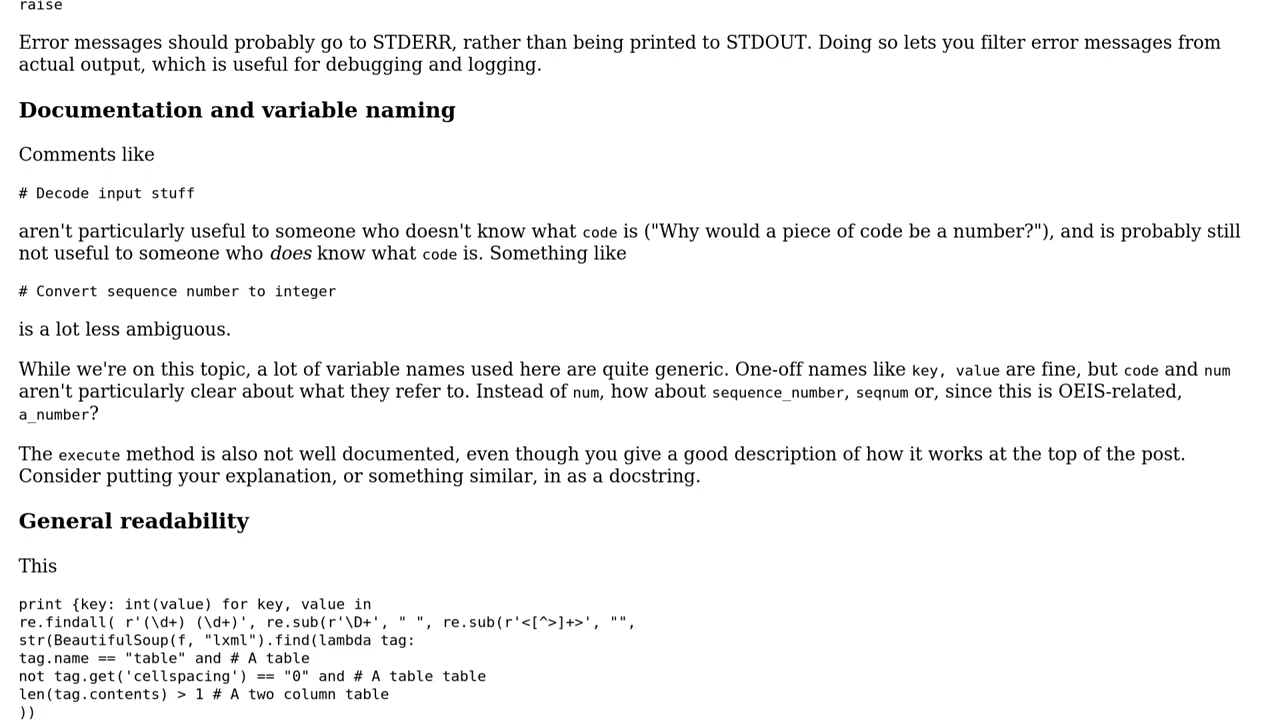 raise
Error messages should probably go to STDERR, rather than being printed to STDOUT. Doing so lets you filter error messages from
actual output, which is useful for debugging and logging.
Documentation and variable naming
Comments like
# Decode input stuff
aren't particularly useful to someone who doesn't know what code is ("Why would a piece of code be a number?"), and is probably still
not useful to someone who does know what code is. Something like
# Convert sequence number to integer
is a lot less ambiguous.
While we're on this topic, a lot of variable names used here are quite generic. One-off names like key, value are fine, but code and num
aren't particularly clear about what they refer to. Instead of num, how about sequence_number, seqnum or, since this is OEIS-related,
a_number?
The execute method is also not well documented, even though you give a good description of how it works at the top of the post.
Consider putting your explanation, or something similar, in as a docstring.
General readability
This
print {key: int(value) for key, value in
re.findall( r'(\d+) (\d+)', re.sub(r'\D+', " ", re.sub(r'<[^>]+>', "",
str(BeautifulSoup(f, "lxml").find(lambda tag:
tag.name == "table" and # A table
not tag.get('cellspacing') == "0" and # A table table
len(tag.contents) > 1 # A two column table
))